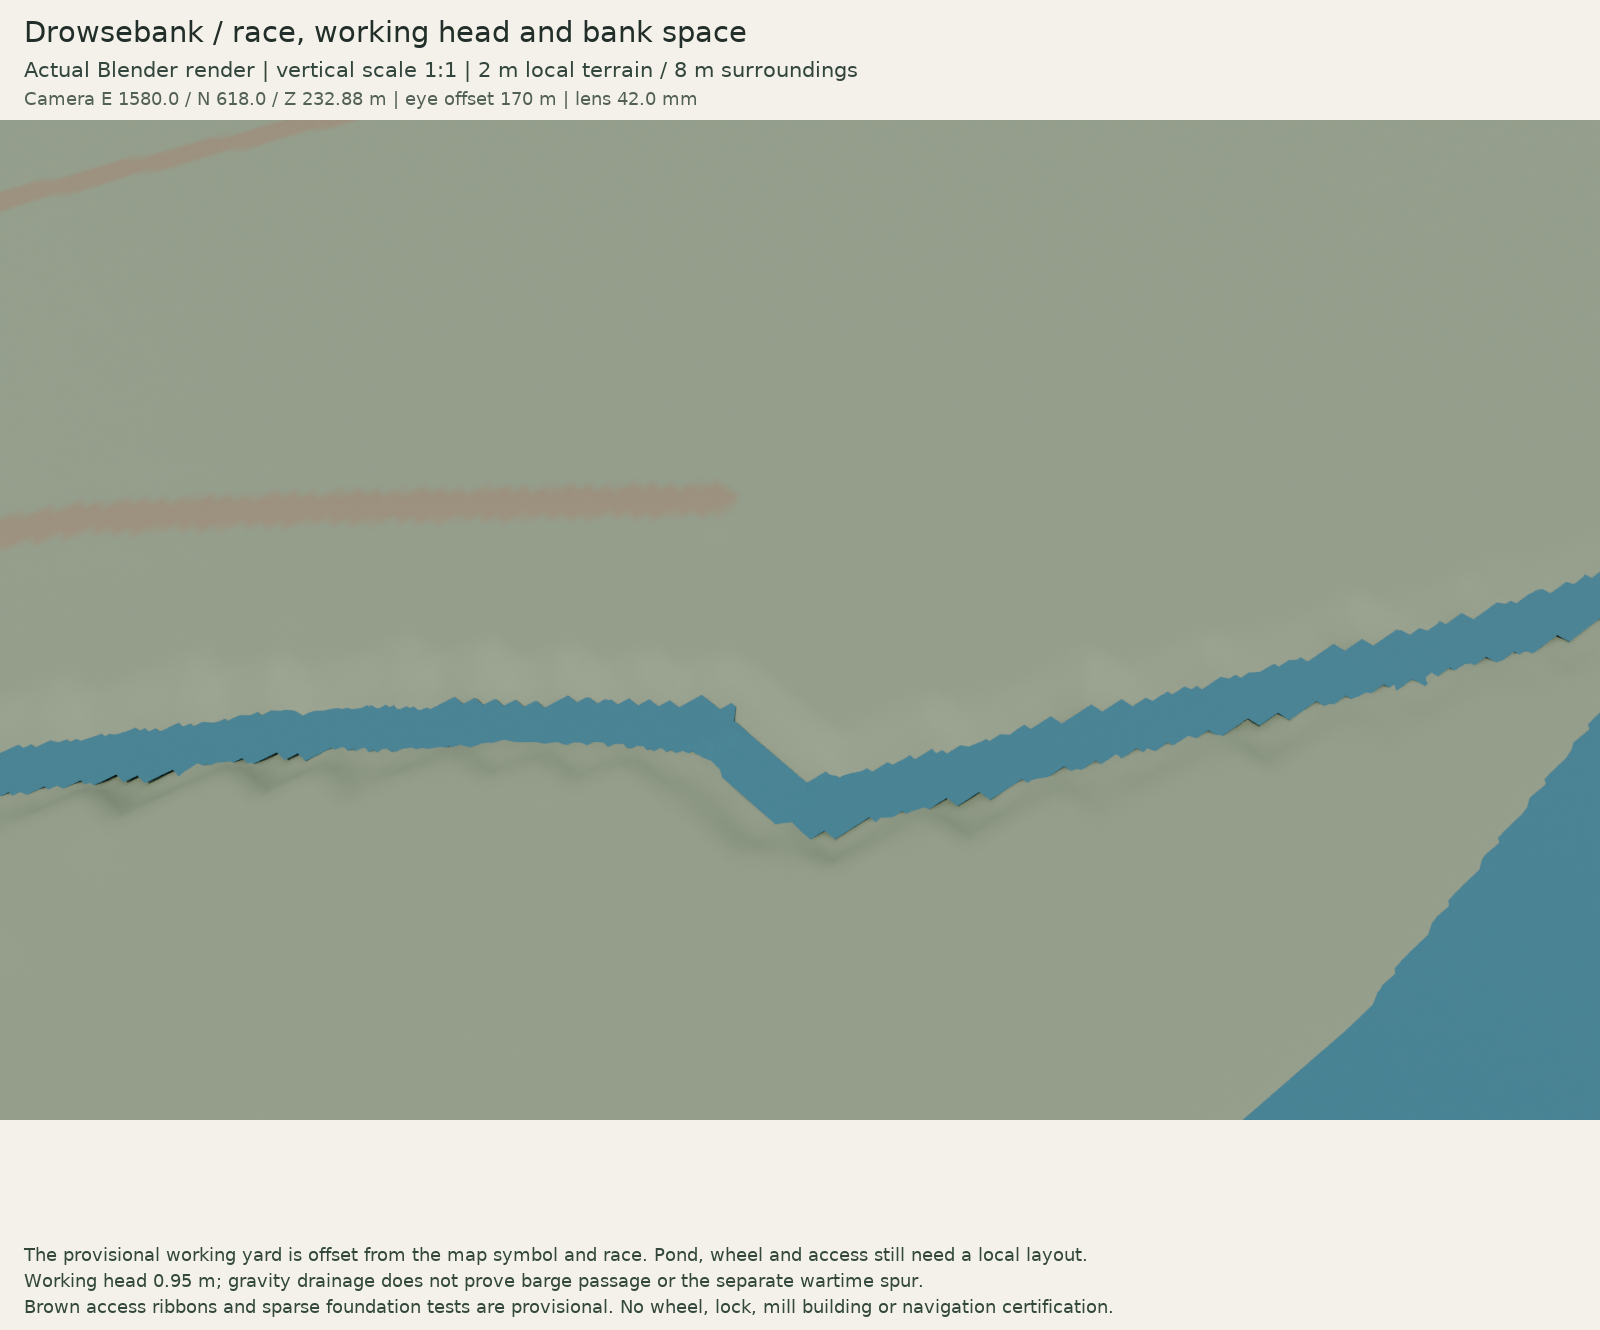 Drowsebank / race, working head and bank space
Actual Blender render | vertical scale 1:1 | 2 m local terrain / 8 m surroundings
Camera E 1580.0 / N 618.0 / Z 232.88 m | eye offset 170 m | lens 42.0 mm
The provisional working yard is offset from the map symbol and race. Pond, wheel and access still need a local layout.
Working head 0.95 m; gravity drainage does not prove barge passage or the separate wartime spur.
Brown access ribbons and sparse foundation tests are provisional. No wheel, lock, mill building or navigation certification.